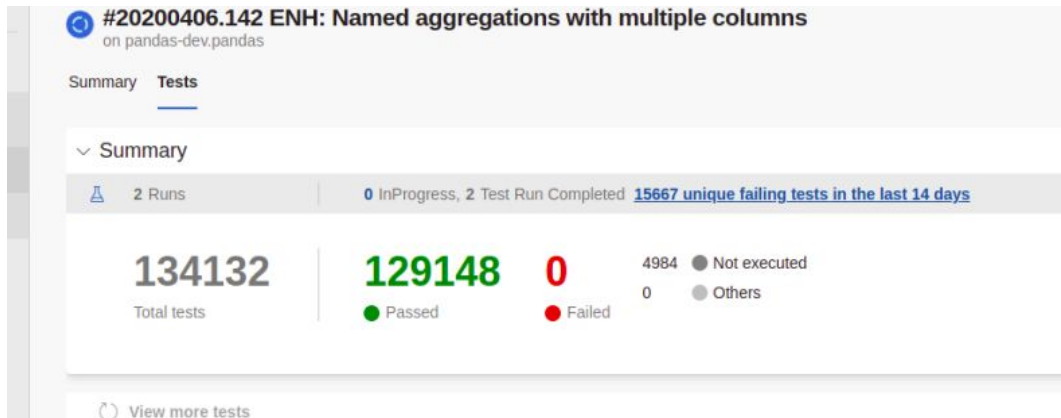 #20200406.142 ENH: Named aggregations with multiple columns
on pandas-dev.pandas
Summary Tests
Summary
2 Runs 0 InProgress, 2 Test Run Completed 15667 unique failing tests in the last 14 days
134132 129148 0 4984 Not executed
0 Others
Total tests Passed Failed
View more tests